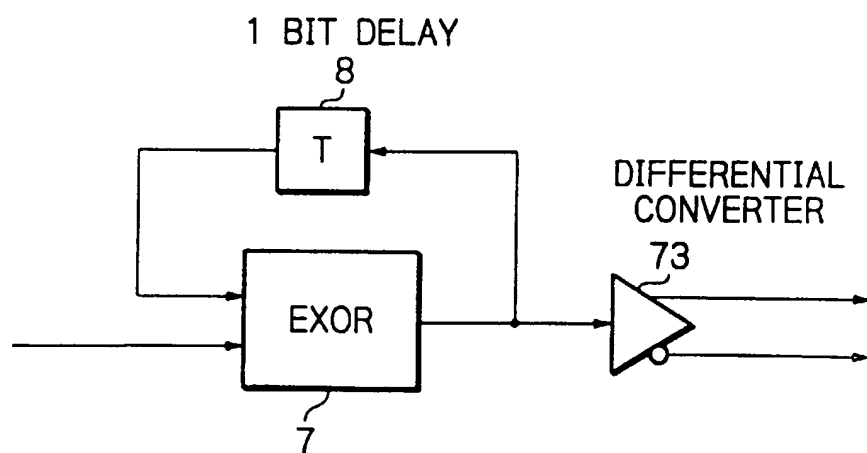 1 BIT DELAY
8
T
DIFFERENTIAL
CONVERTER
73
EXOR
7